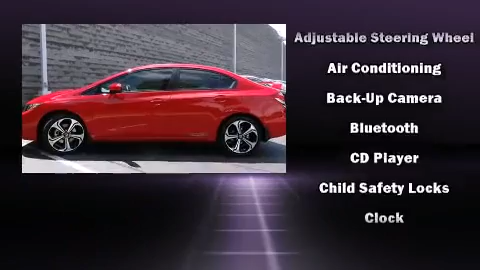 Adjustable Steering Wheel
Air Conditioning
Back-Up Camera
Bluetooth
CD Player
Child Safety Locks
Clock